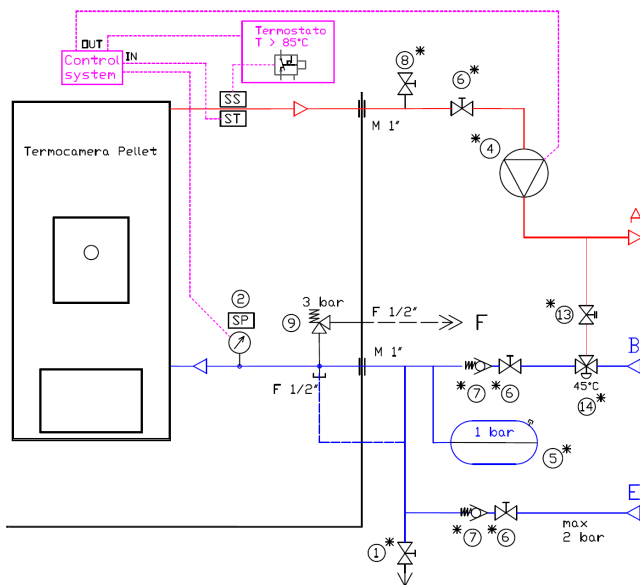 OUT
IN
Control
system
Termostato
T > 85°C
SS
ST
8*
6*
M 1"
*4
Termocamera Pellet
A
2
SP
3 bar
9
F 1/2"
F
*13
B
M 1"
F 1/2"
*7
*6
45°C
14*
1 bar
5*
E
*7
*6
max
2 bar
1*